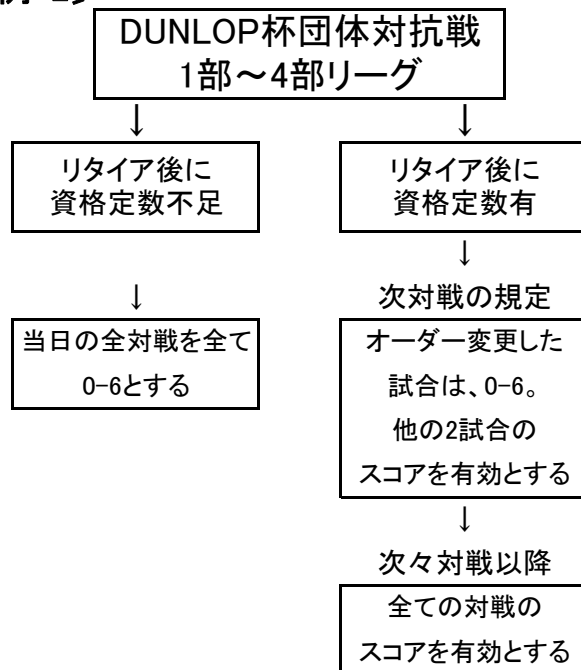 DUNLOP杯団体対抗戦
1部～4部リーグ
↓
↓
リタイア後に
資格定数不足
リタイア後に
資格定数有
↓
↓
次対戦の規定
当日の全対戦を全て
0-6とする
オーダー変更した
試合は、0-6。
他の2試合の
スコアを有効とする
↓
次々対戦以降
全ての対戦の
スコアを有効とする